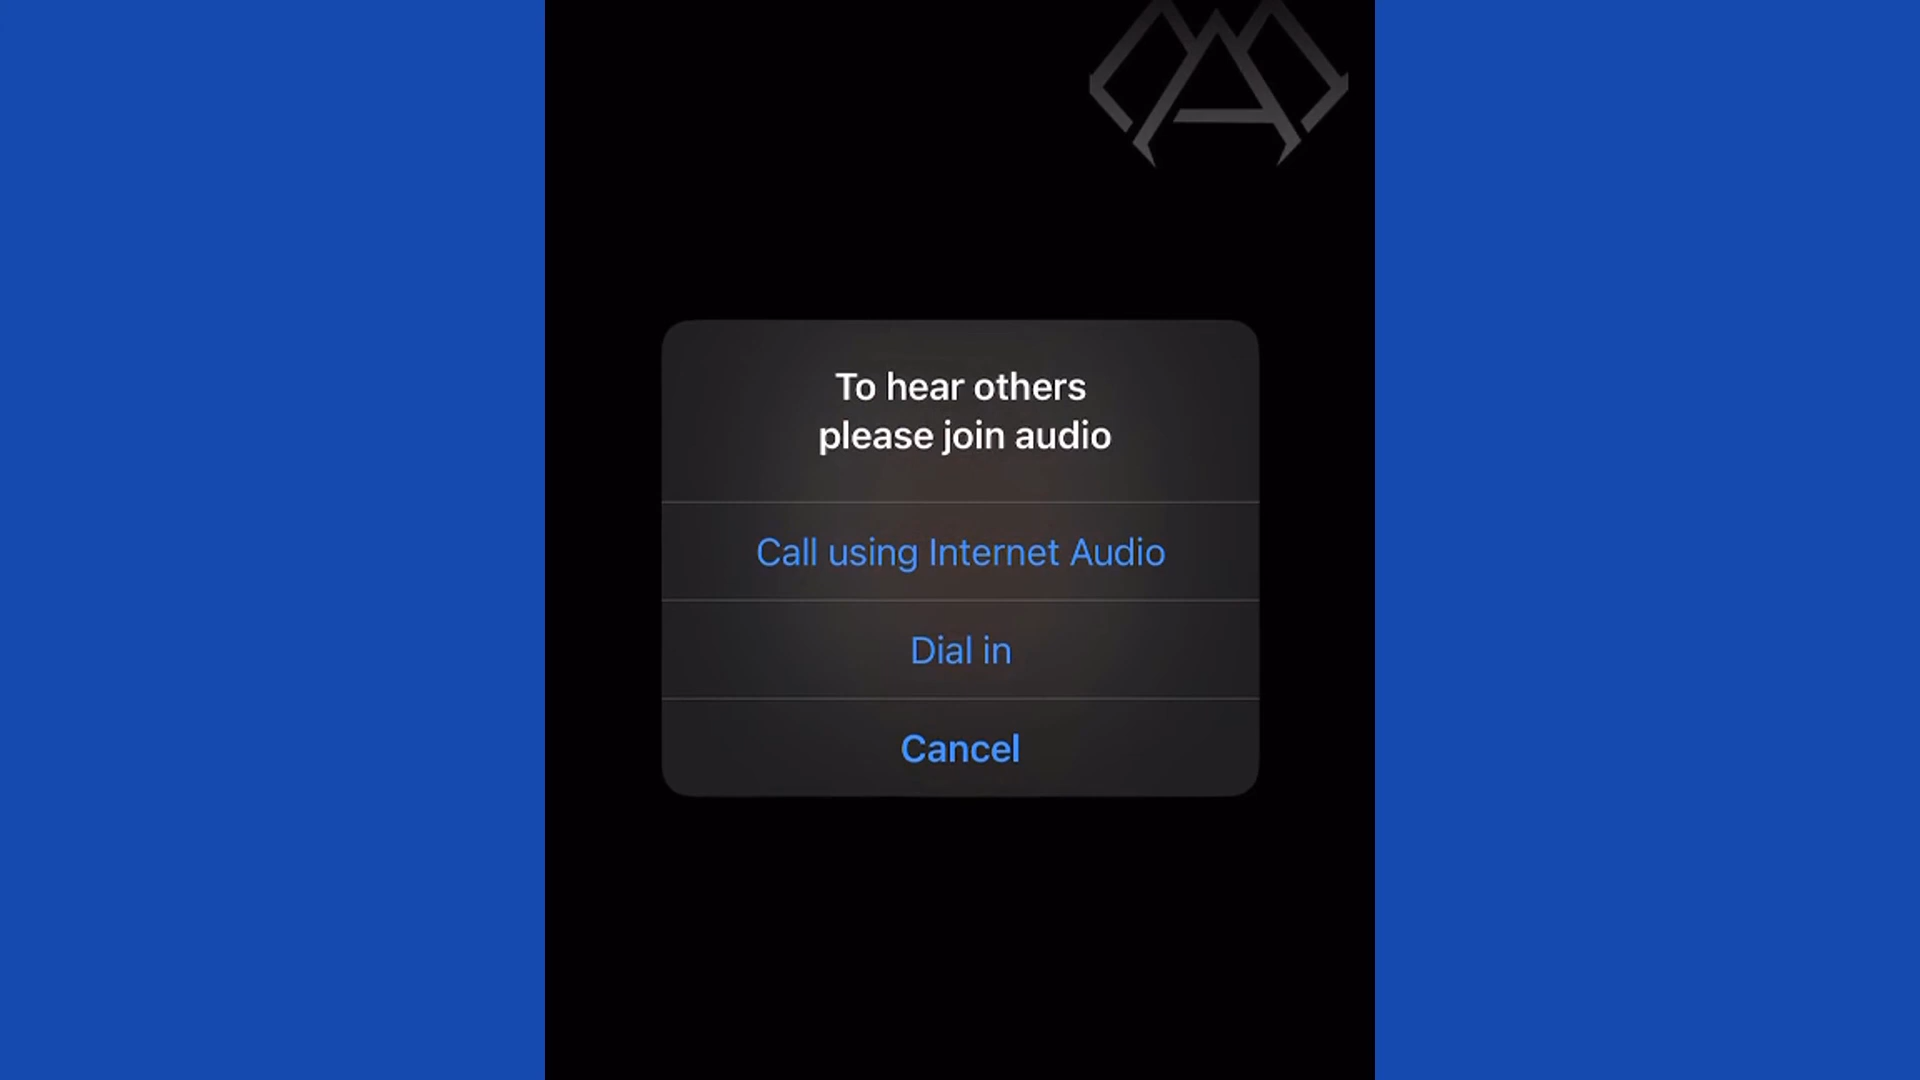 To hear others
please join audio
Call using Internet Audio
Dial in
Cancel